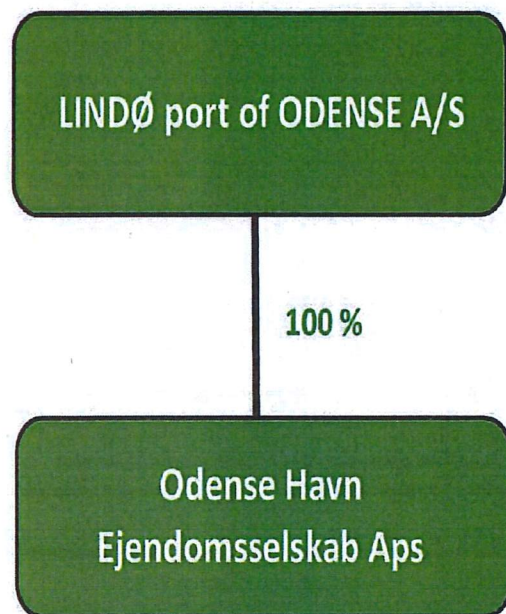 LINDØ port of ODENSE A/S
100 %
Odense Havn
Ejendomsselskab Aps